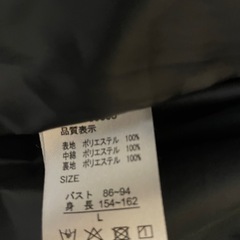 品質表示
表地 ポリエステル 100%
中綿 ポリエステル 100%
裏地 ポリエステル 100%
SIZE
バスト 86~94
身 長 154~162
L